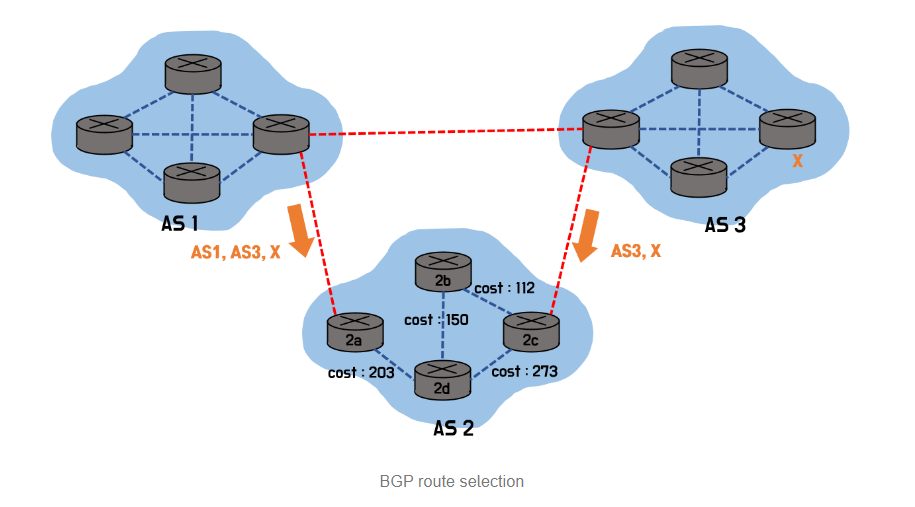 X
AS 1
AS 3
AS1, AS3, X
AS3, X
2b
cost : 112
cost : 150
2a
2c
cost : 203
cost : 273
2d
AS 2
BGP route selection